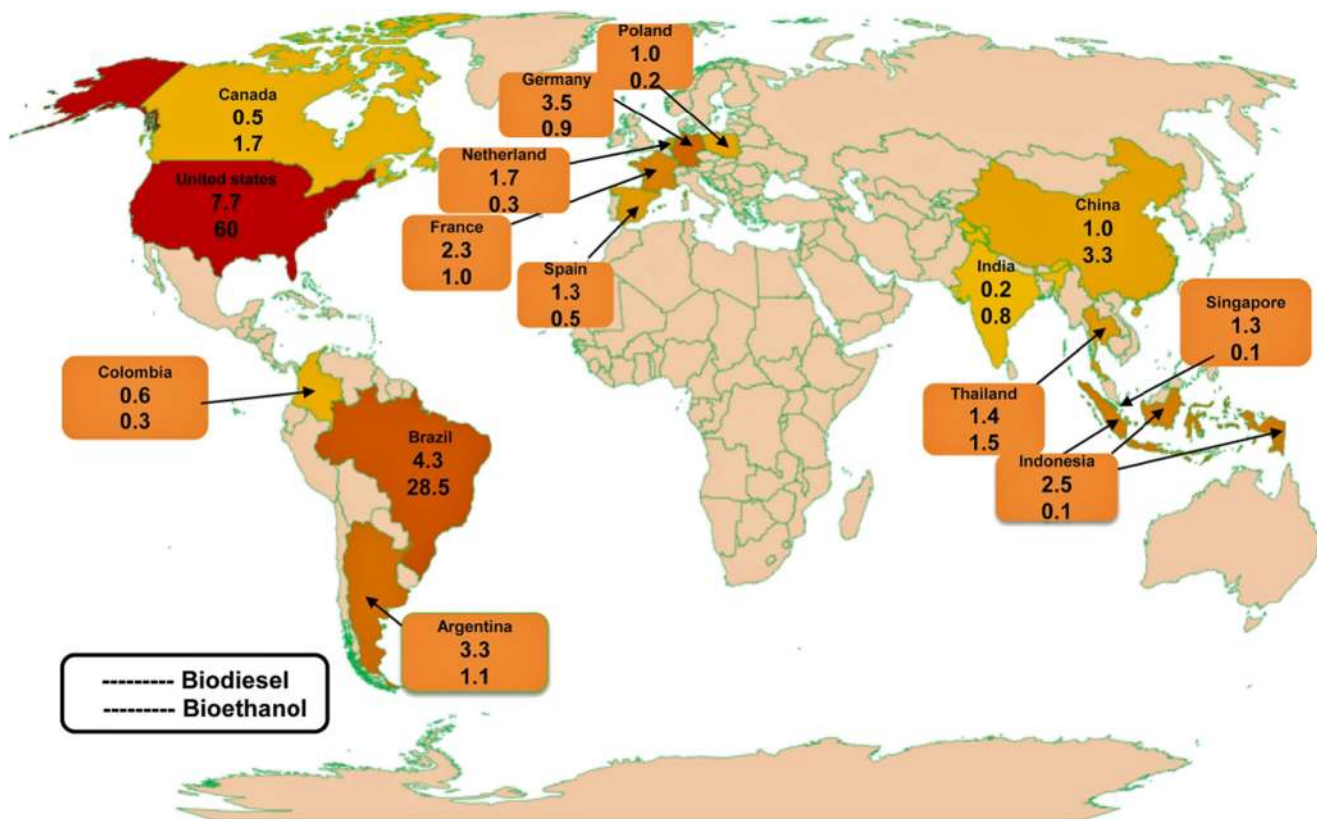 Poland
1.0
0.2
Germany
3.5
0.9
Canada
0.5
1.7
Netherland
1.7
0.3
United states
7.7
60
China
1.0
3.3
France
2.3
1.0
Spain
1.3
0.5
India
0.2
0.8
Singapore
1.3
0.1
Colombia
0.6
0.3
Thailand
1.4
1.5
Brazil
4.3
28.5
Indonesia
2.5
0.1
Argentina
3.3
1.1
--------- Biodiesel
--------- Bioethanol